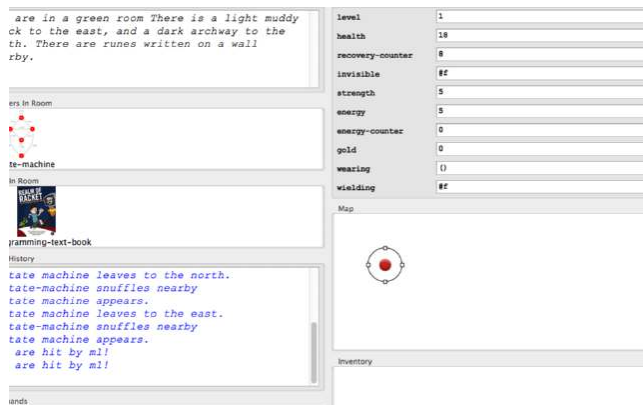 are in a green room There is a light muddy
ck to the east, and a dark archway to the
th. There are runes written on a wall
rby.
ers In Room
te-machine
In Room
REALM OF
RACKET
gramming-text-book
History
tate machine leaves to the north.
tate-machine snuffles nearby
tate machine appears.
tate machine leaves to the east.
tate-machine snuffles nearby
tate machine appears.
are hit by ml!
are hit by ml!
ands
level 1
health 18
recovery-counter 8
invisible #f
strength 5
energy 5
energy-counter 0
gold 0
wearing ()
wielding #f
Map
Inventory